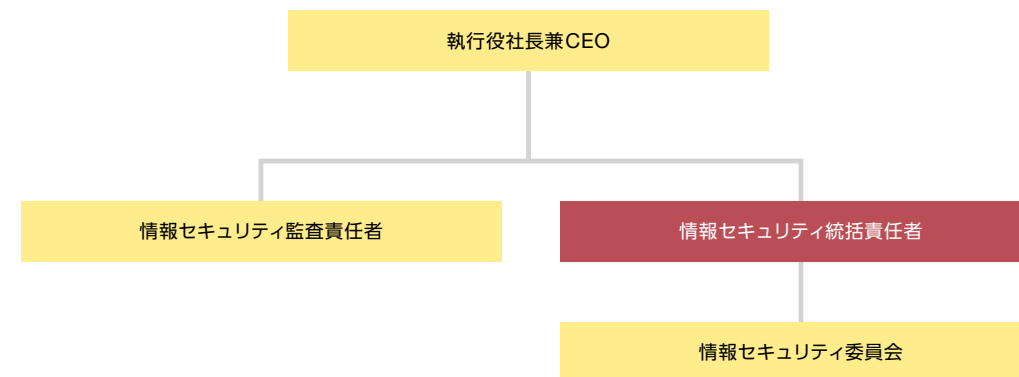 執行役社長兼CEO
情報セキュリティ監査責任者
情報セキュリティ統括責任者
情報セキュリティ委員会